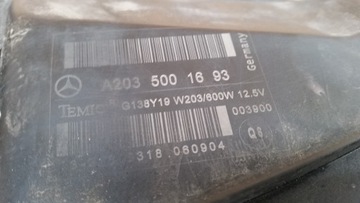 Germany
A203 500 16 93
TEMIC G138Y19 W203/600W 12.5V
003900
Q8
318.060904